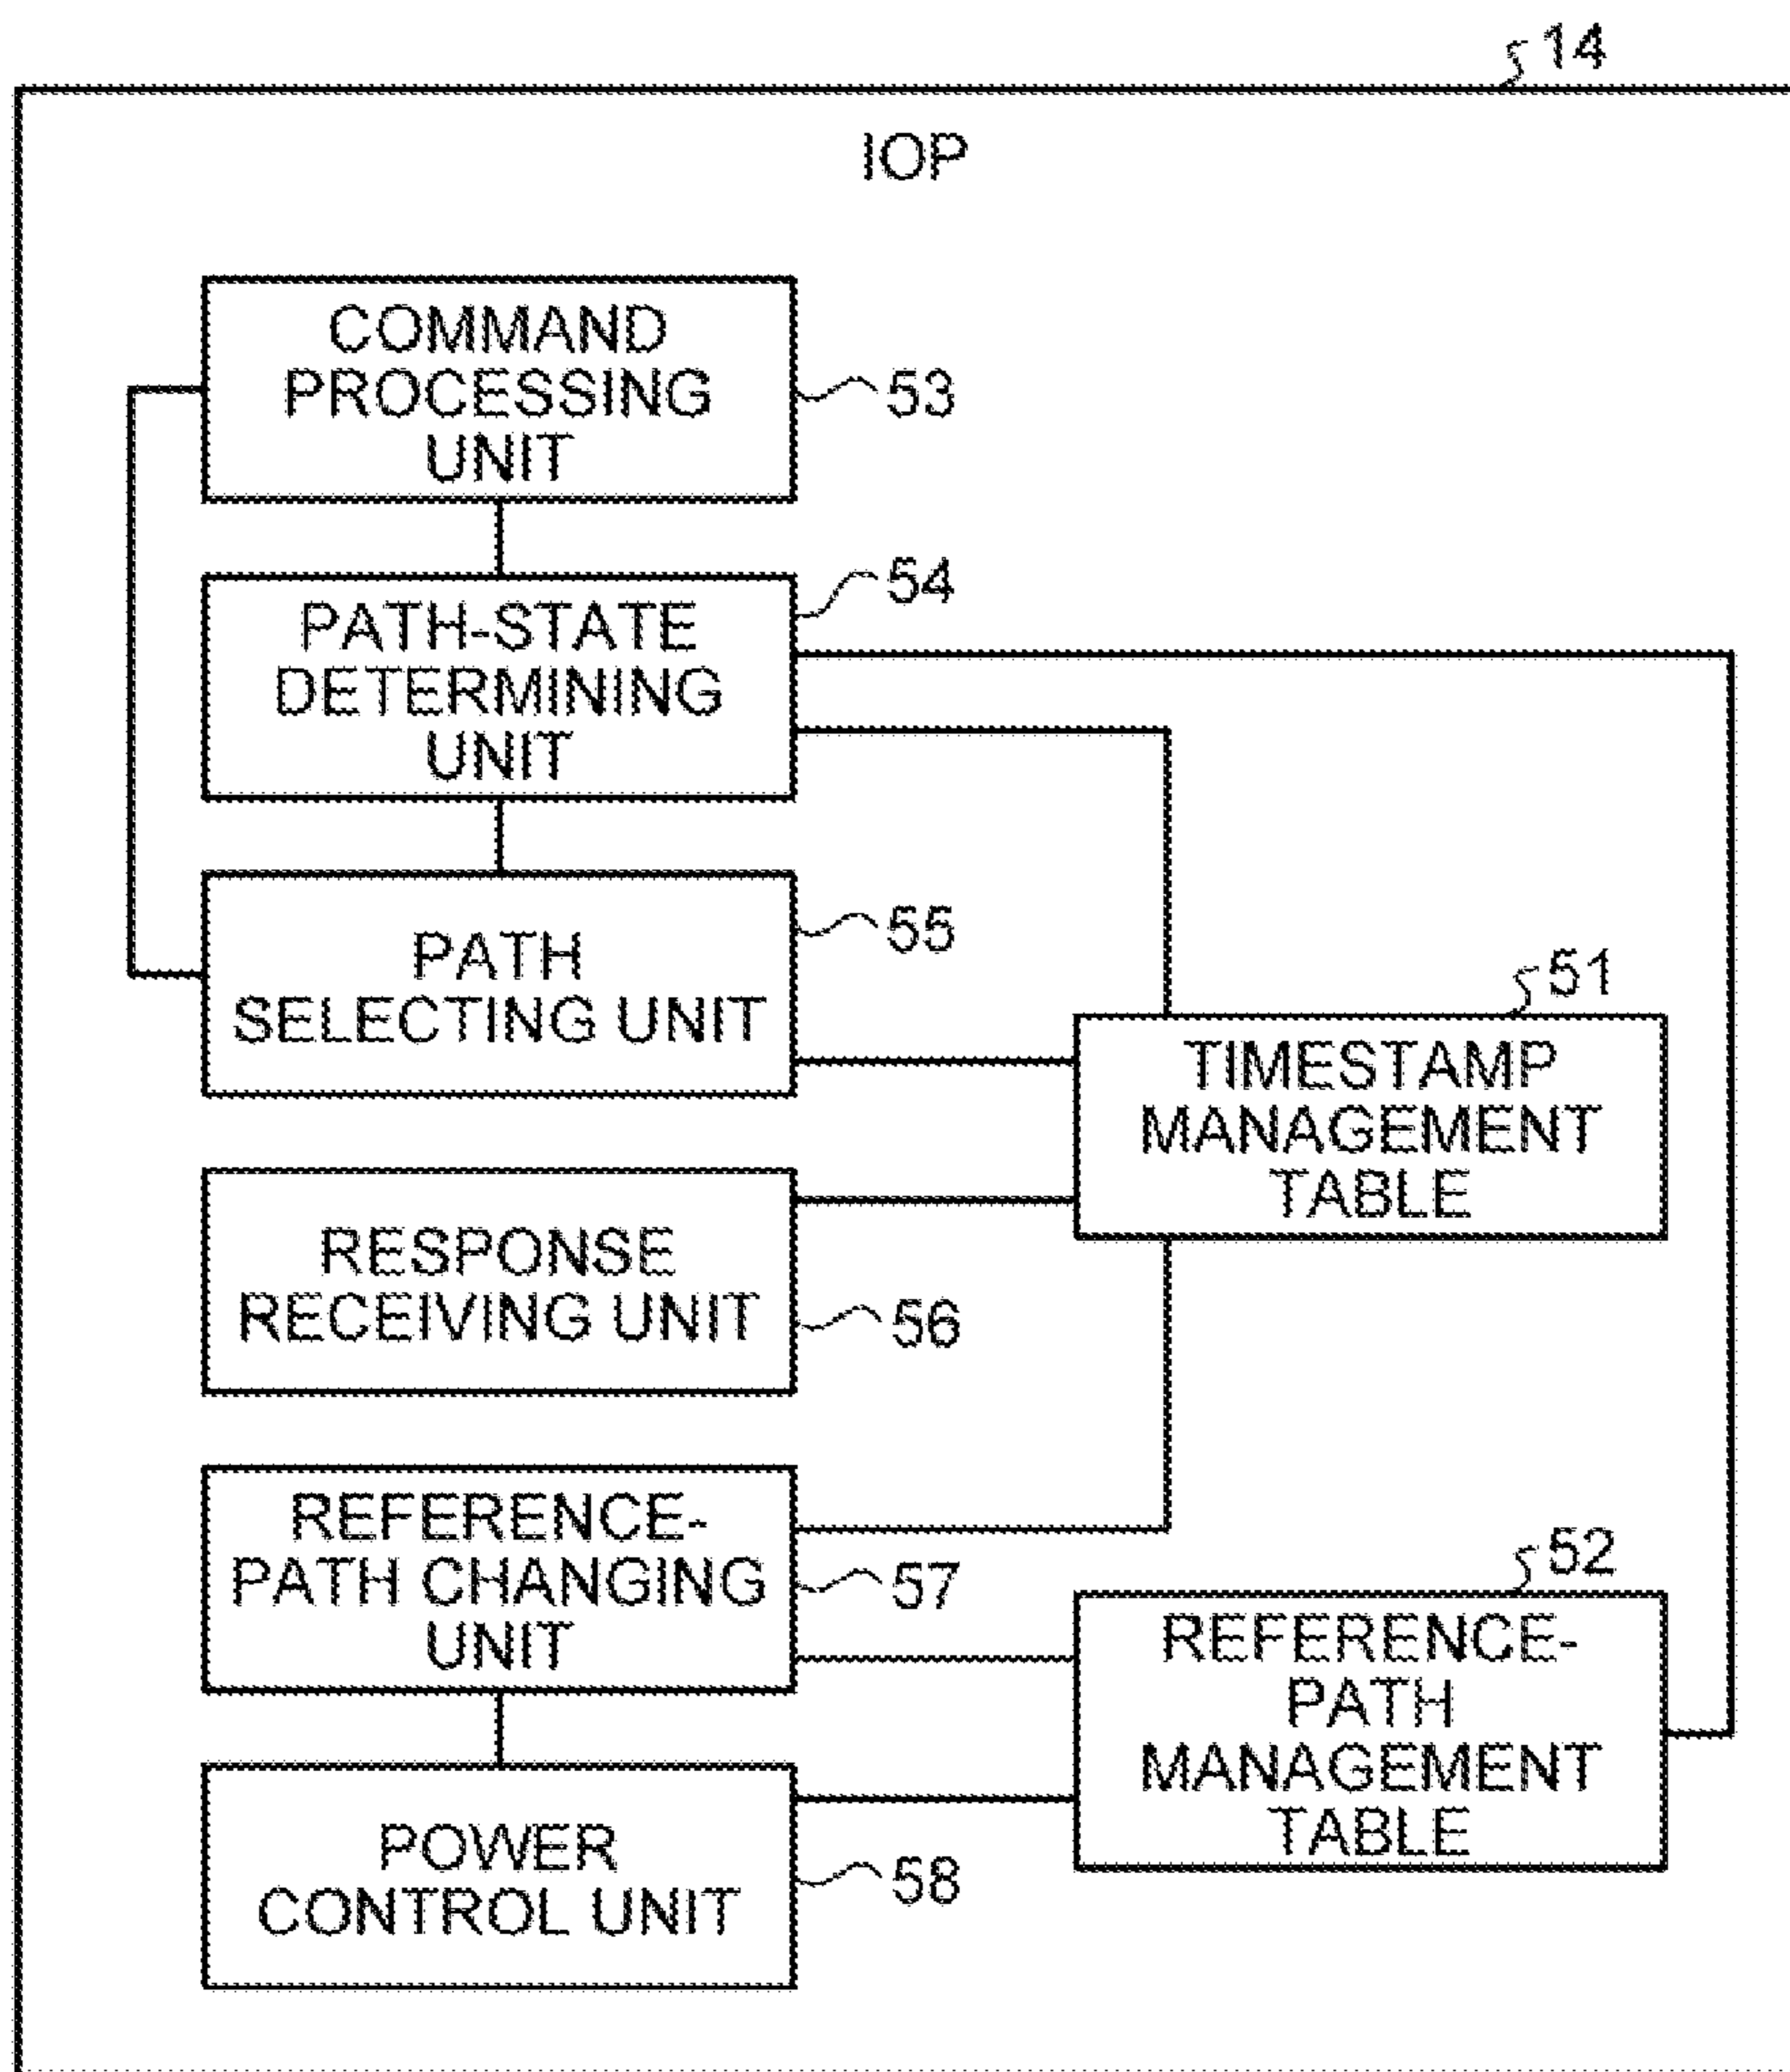 14
IOP
COMMAND
PROCESSING
UNIT
53
PATH-STATE
DETERMINING
UNIT
54
PATH
SELECTING UNIT
55
TIMESTAMP
MANAGEMENT
TABLE
51
RESPONSE
RECEIVING UNIT
56
REFERENCE-
PATH CHANGING
UNIT
57
REFERENCE-
PATH
MANAGEMENT
TABLE
52
POWER
CONTROL UNIT
58